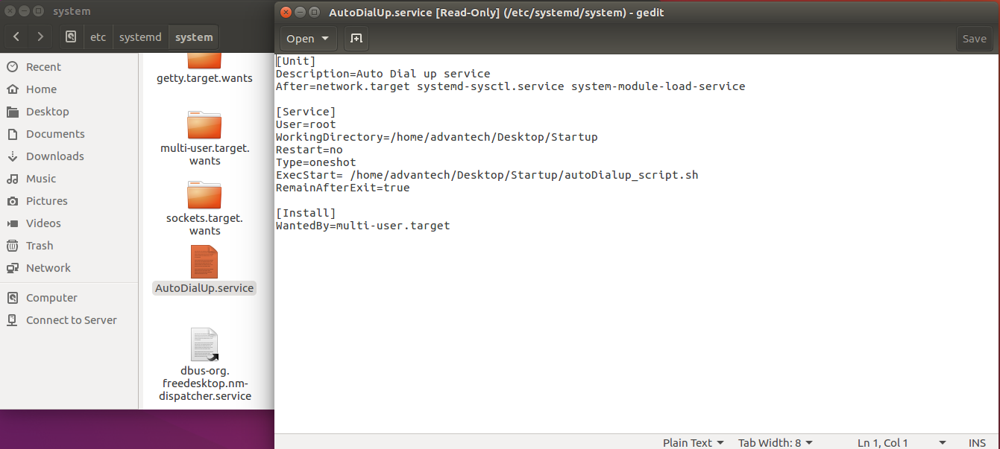 system
AutoDialUp.service [Read-Only] (/etc/systemd/system) - gedit
etc
systemd
system
Open
Save
Recent
Home
Desktop
Documents
Downloads
Music
Pictures
Videos
Trash
Network
Computer
Connect to Server
getty.target.wants
multi-user.target.
wants
sockets.target.
wants
AutoDialUp.service
dbus-org.
freedesktop.nm-
dispatcher.service
[Unit]
Description=Auto Dial up service
After=network.target systemd-sysctl.service system-module-load-service
[Service]
User=root
WorkingDirectory=/home/advantech/Desktop/Startup
Restart=no
Type=oneshot
ExecStart= /home/advantech/Desktop/Startup/autoDialup_script.sh
RemainAfterExit=true
[Install]
WantedBy=multi-user.target
Plain Text
Tab Width: 8
Ln 1, Col 1
INS